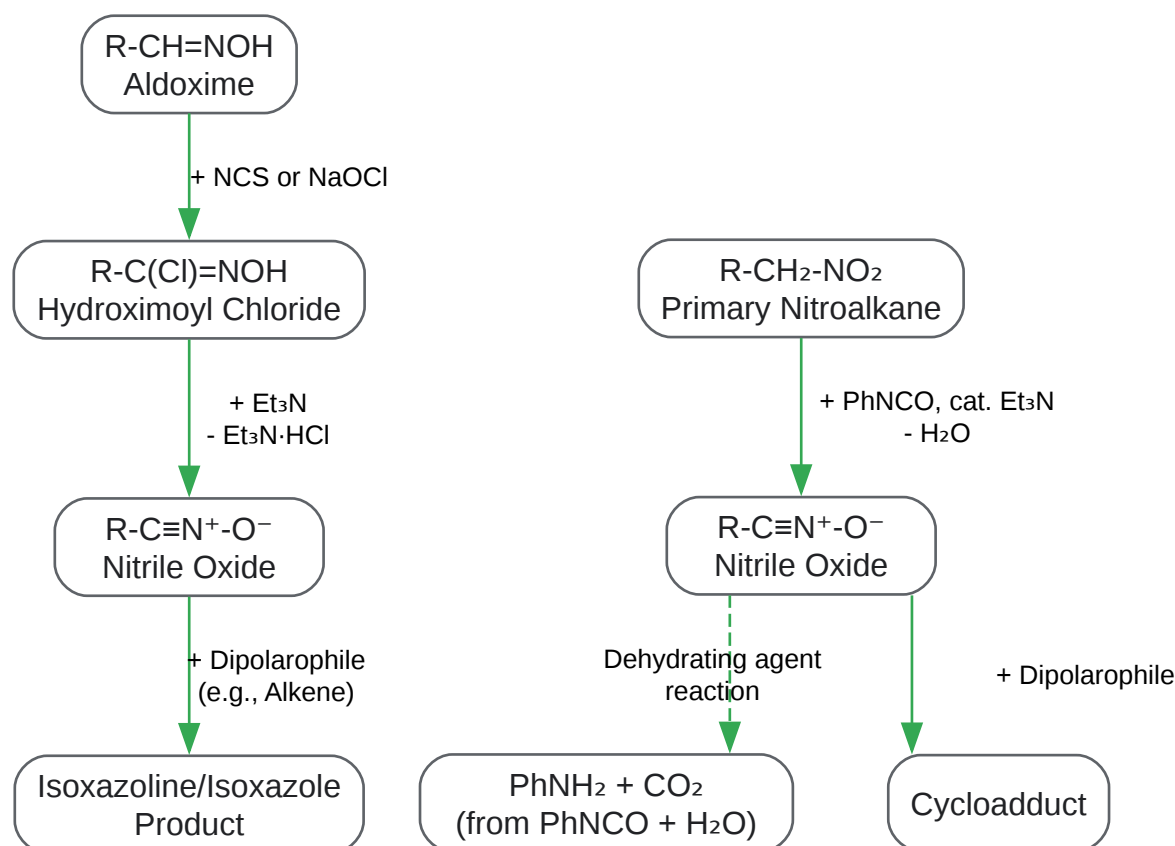 R-CH=NOH
Aldoxime
+ NCS or NaOCl
R-C(Cl)=NOH
Hydroximoyl Chloride
+ Et₃N
- Et₃N·HCl
R-C≡N⁺-O⁻
Nitrile Oxide
+ Dipolarophile
(e.g., Alkene)
Isoxazoline/Isoxazole
Product
R-CH₂-NO₂
Primary Nitroalkane
+ PhNCO, cat. Et₃N
- H₂O
R-C≡N⁺-O⁻
Nitrile Oxide
Dehydrating agent
reaction
+ Dipolarophile
PhNH₂ + CO₂
(from PhNCO + H₂O)
Cycloadduct